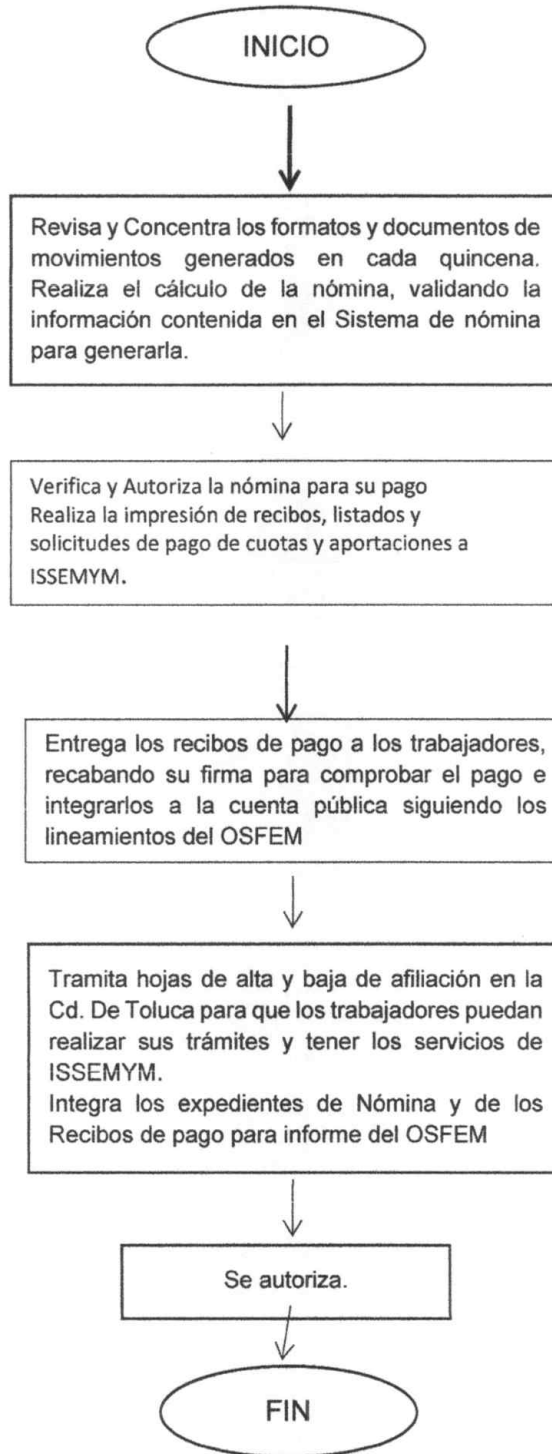 INICIO
Revisa y Concentra los formatos y documentos de
movimientos generados en cada quincena.
Realiza el cálculo de la nómina, validando la
información contenida en el Sistema de nómina
para generarla.
Verifica y Autoriza la nómina para su pago
Realiza la impresión de recibos, listados y
solicitudes de pago de cuotas y aportaciones a
ISSEMYM.
Entrega los recibos de pago a los trabajadores,
recabando su firma para comprobar el pago e
integrarlos a la cuenta pública siguiendo los
lineamientos del OSFEM
Tramita hojas de alta y baja de afiliación en la
Cd. De Toluca para que los trabajadores puedan
realizar sus trámites y tener los servicios de
ISSEMYM.
Integra los expedientes de Nómina y de los
Recibos de pago para informe del OSFEM
Se autoriza.
FIN